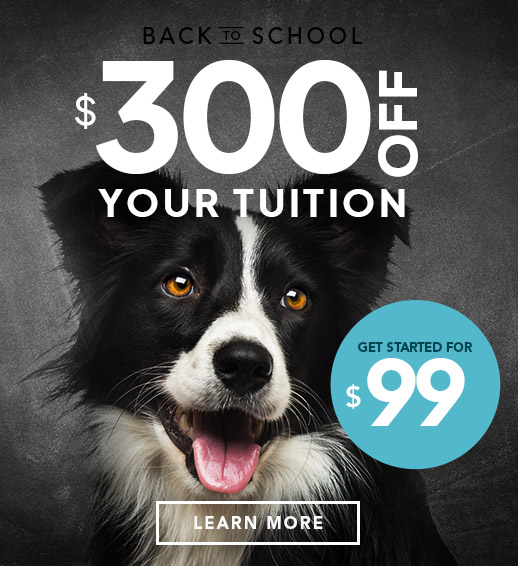 BACK TO SCHOOL
$300 OFF
YOUR TUITION
GET STARTED FOR
$99
LEARN MORE